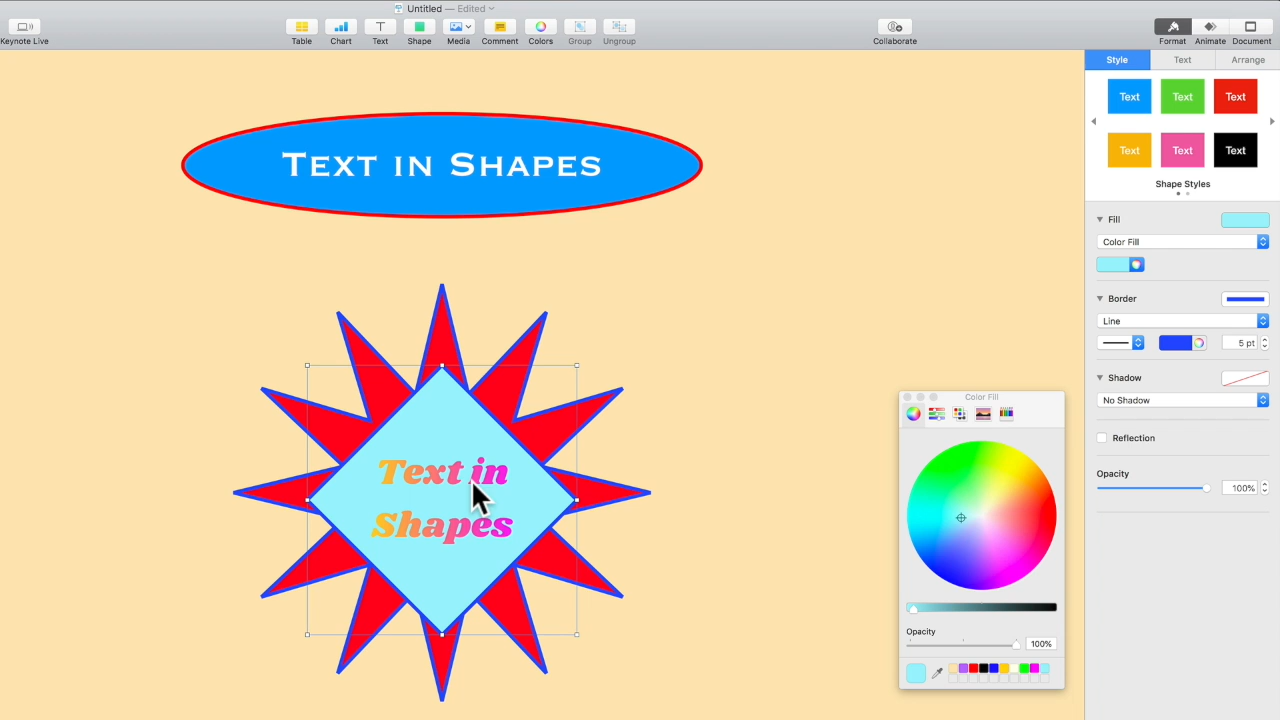 Untitled — Edited
Keynote Live
Table
Chart
Text
Shape
Media
Comment
Colors
Group
Ungroup
Collaborate
Format
Animate
Document
Style
Text
Arrange
Text
Text
Text
Text
Text
Text
Shape Styles
Fill
Color Fill
Border
Line
5 pt
Shadow
No Shadow
Reflection
Opacity
100%
Text in Shapes
Text in
Shapes
Color Fill
Opacity
100%